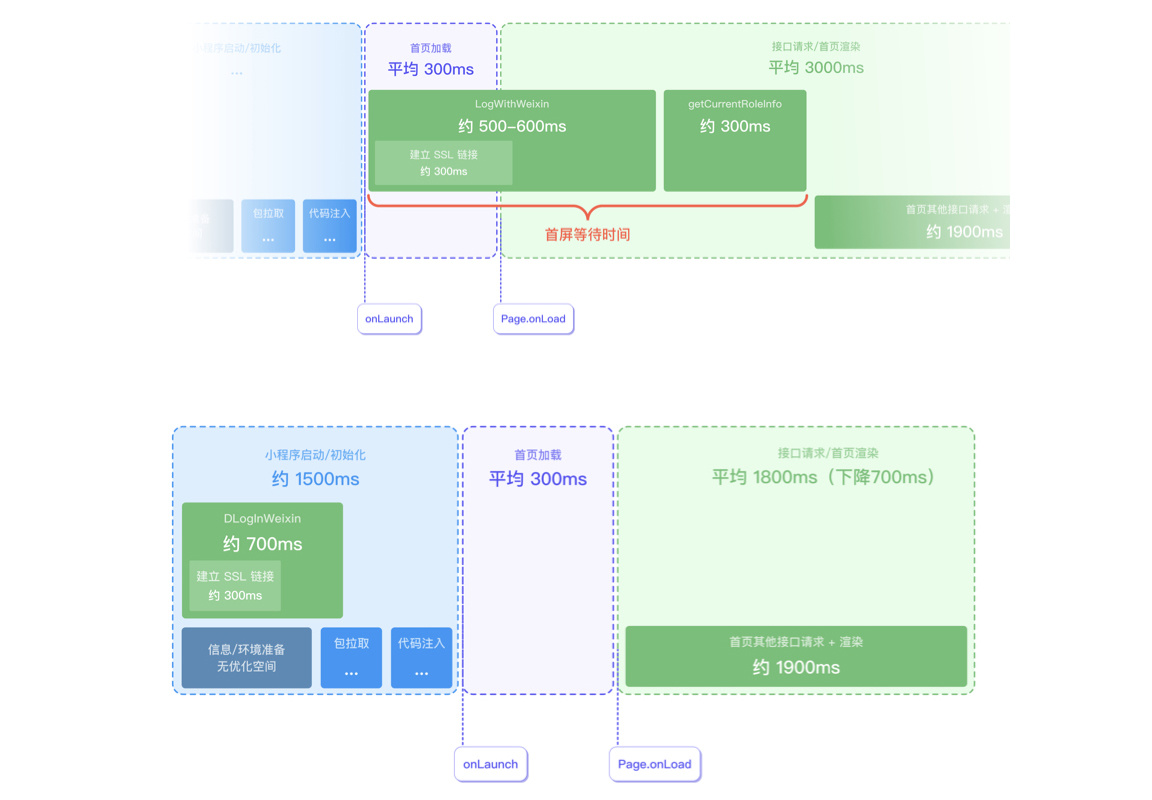 程序启动/初始化
...
首页加载
平均 300ms
接口请求/首页渲染
平均 3000ms
LogWithWeixin
约 500-600ms
建立 SSL 链接
约 300ms
getCurrentRoleInfo
约 300ms
包拉取
...
代码注入
...
首屏等待时间
首页其他接口请求 + 渲
约 1900ms
onLaunch
Page.onLoad
小程序启动/初始化
约 1500ms
首页加载
平均 300ms
接口请求/首页渲染
平均 1800ms（下降700ms）
DLogInWeixin
约 700ms
建立 SSL 链接
约 300ms
信息/环境准备
无优化空间
包拉取
...
代码注入
...
首页其他接口请求 + 渲染
约 1900ms
onLaunch
Page.onLoad